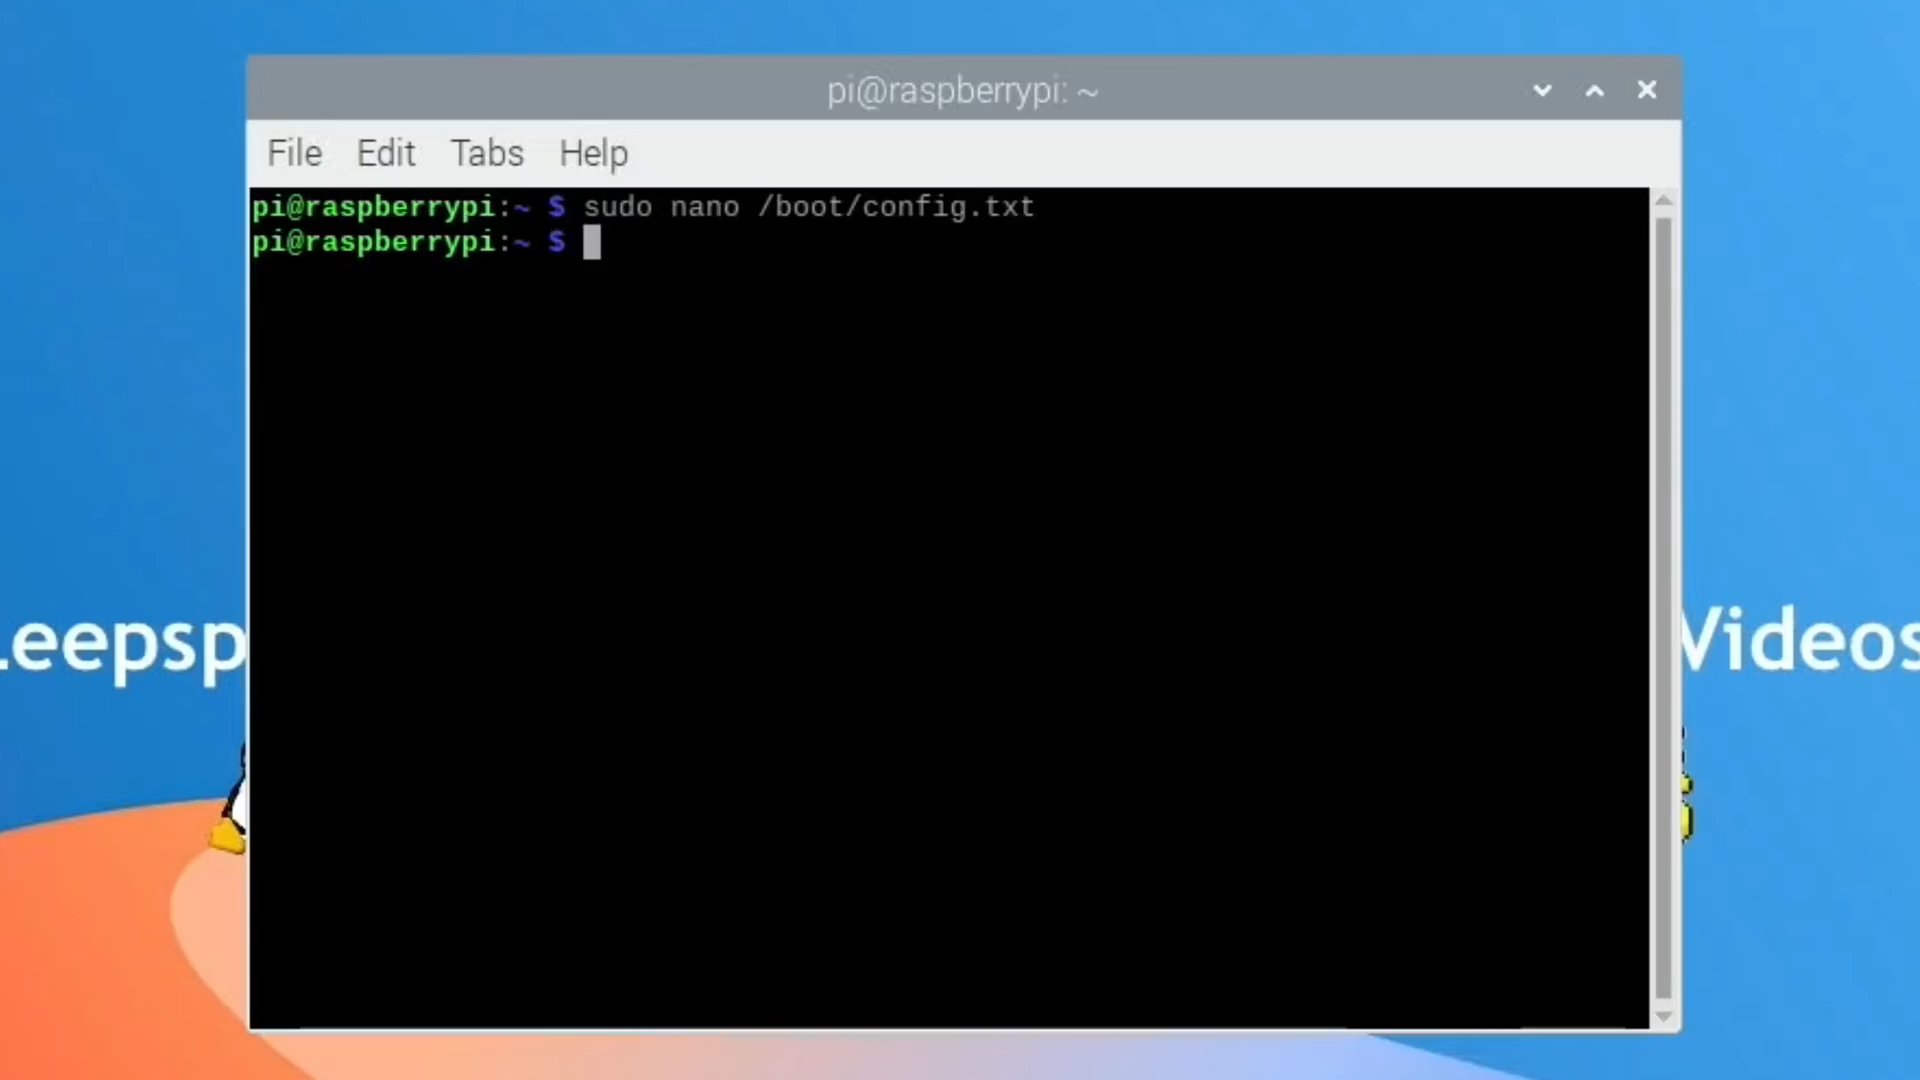 pi@raspberrypi: ~
File Edit Tabs Help
pi@raspberrypi:~ $ sudo nano /boot/config.txt
pi@raspberrypi:~ $
eepsp
Videos